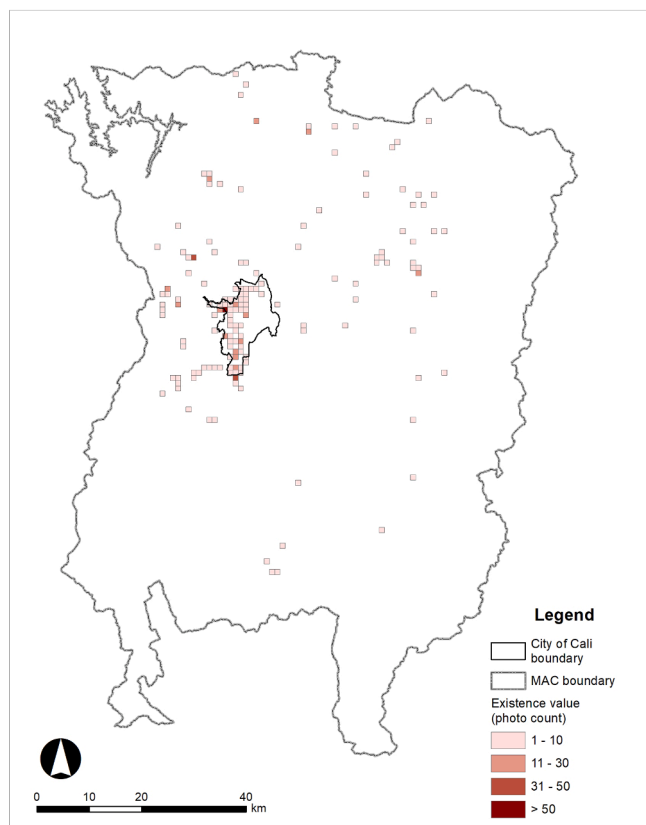 Legend
City of Cali
boundary
MAC boundary
Existence value
(photo count)
1 - 10
11 - 30
31 - 50
> 50
0 10 20 40
km